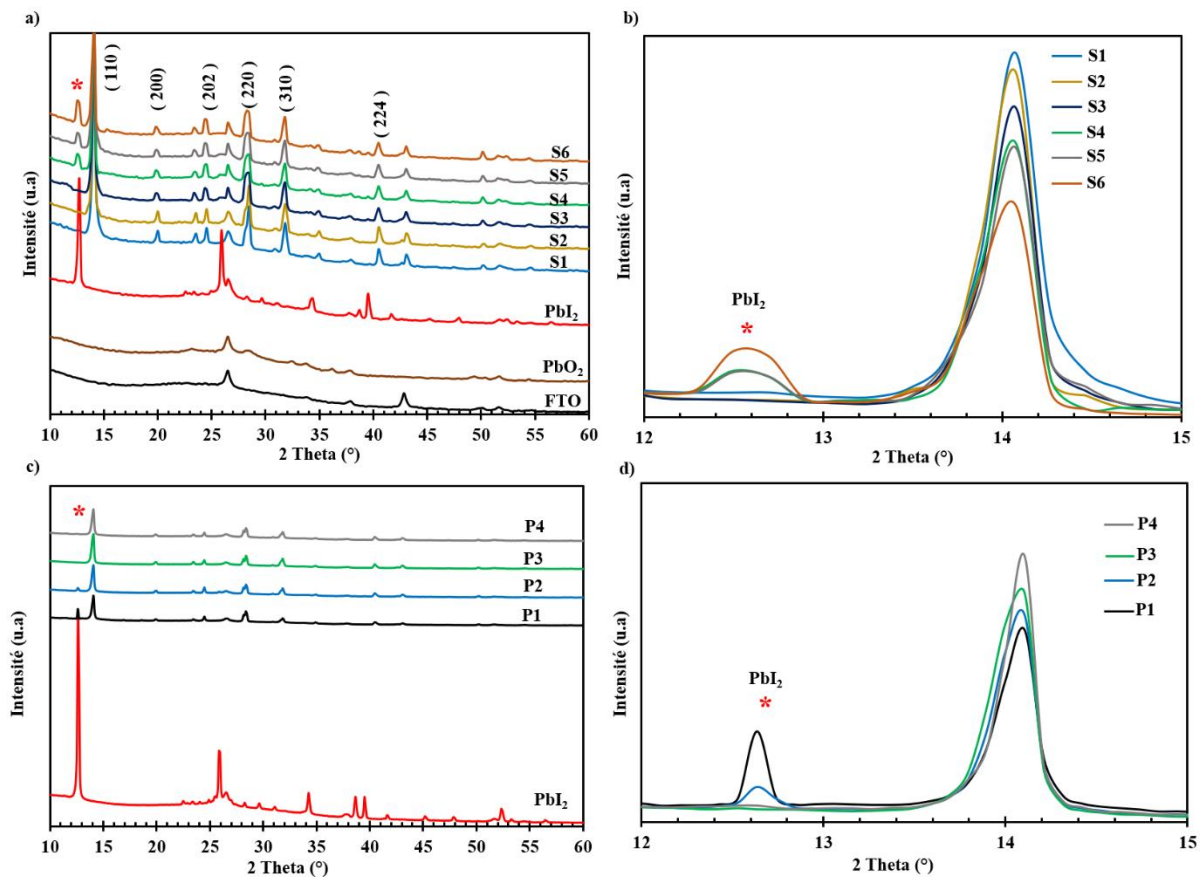 a)
*
( 110 )
( 200)
( 202 )
( 220 )
( 310 )
( 224 )
S6
S5
S4
S3
S2
S1
PbI₂
PbO₂
FTO
Intensité (u.a)
10 15 20 25 30 35 40 45 50 55 60
2 Theta (°)
b)
S1
S2
S3
S4
S5
S6
PbI₂
*
Intensité (u.a)
12 13 14 15
2 Theta (°)
c)
*
P4
P3
P2
P1
PbI₂
Intensité (u.a)
10 15 20 25 30 35 40 45 50 55 60
2 Theta (°)
d)
P4
P3
P2
P1
PbI₂
*
Intensité (u.a)
12 13 14 15
2 Theta (°)